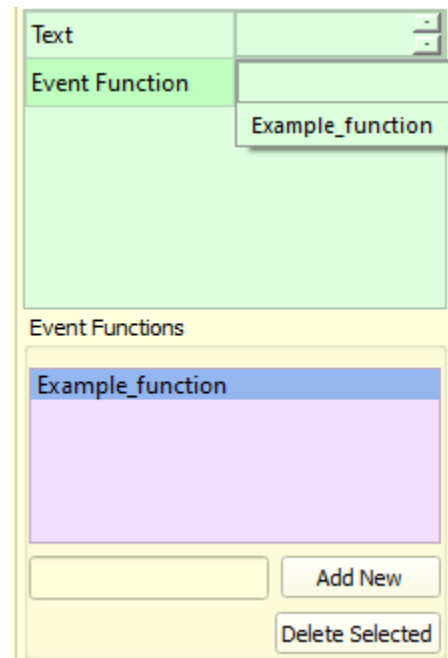 Text
Event Function
Example_function
Event Functions
Example_function
Add New
Delete Selected